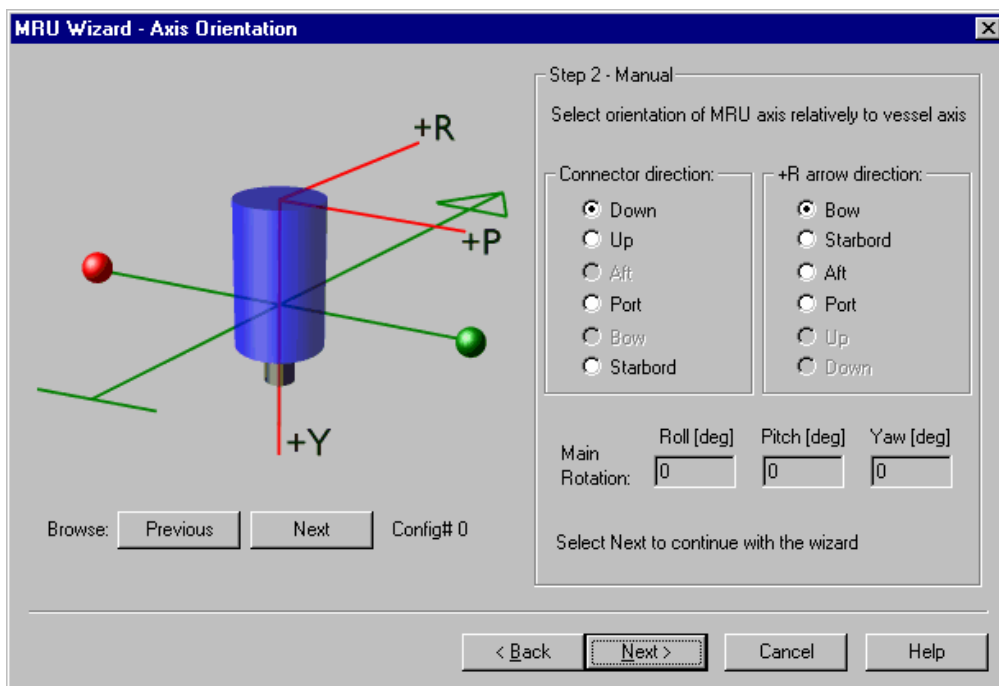 MRU Wizard - Axis Orientation
+R
+P
+Y
Browse:
Previous
Next
Config# 0
Step 2 - Manual
Select orientation of MRU axis relatively to vessel axis
Connector direction:
Down
Up
Aft
Port
Bow
Starbord
+R arrow direction:
Bow
Starbord
Aft
Port
Up
Down
Roll [deg] Pitch [deg] Yaw [deg]
Main
Rotation:
0 0 0
Select Next to continue with the wizard
< Back
Next >
Cancel
Help